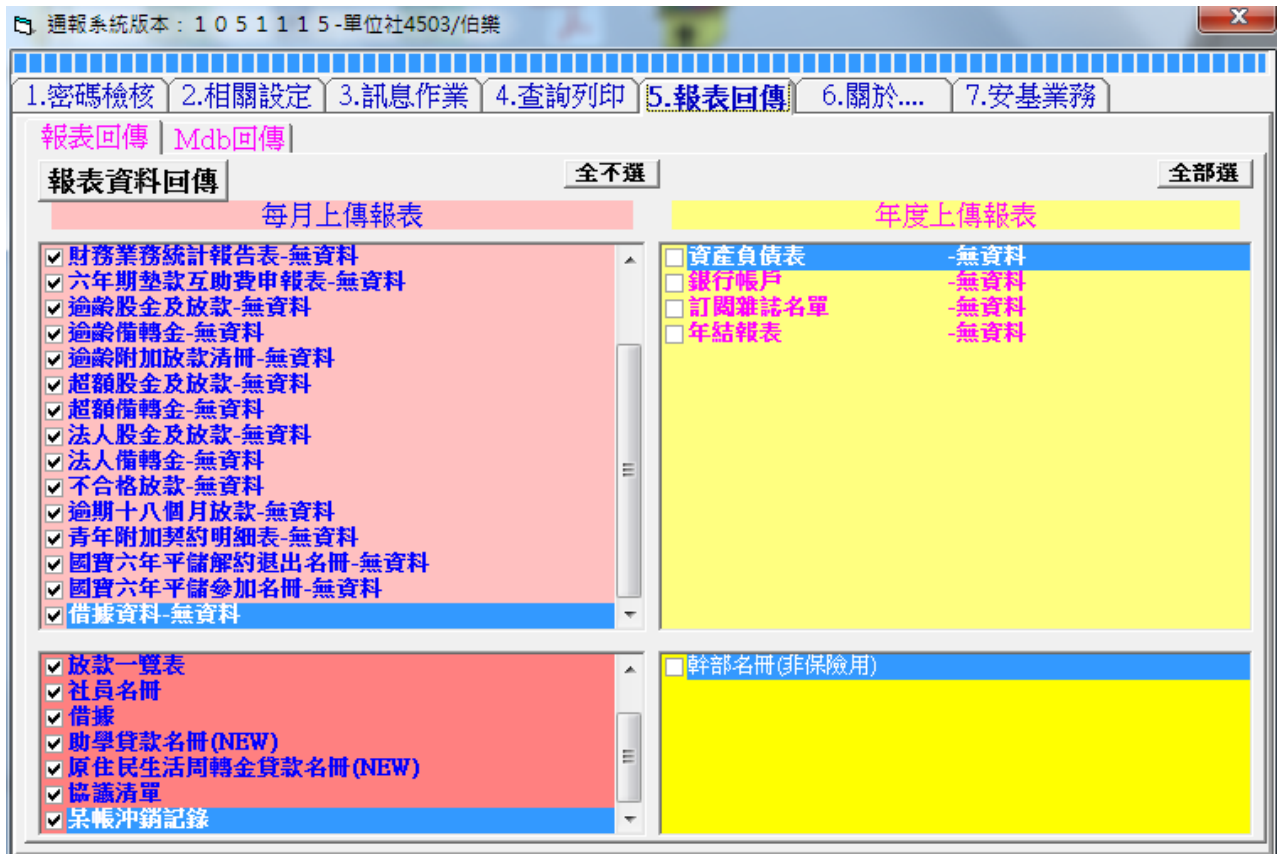 通報系統版本：１０５１１１５-單位社4503/伯樂
1.密碼檢核 2.相關設定 3.訊息作業 4.查詢列印 5.報表回傳 6.關於.... 7.安基業務
報表回傳 Mdb回傳
報表資料回傳 全不選 全部選
每月上傳報表 年度上傳報表
財務業務統計報告表-無資料
六年期墊款互助費申報表-無資料
逾齡股金及放款-無資料
逾齡備轉金-無資料
逾齡附加放款清冊-無資料
超額股金及放款-無資料
超額備轉金-無資料
法人股金及放款-無資料
法人備轉金-無資料
不合格放款-無資料
逾期十八個月放款-無資料
青年附加契約明細表-無資料
國寶六年平儲解約退出名冊-無資料
國寶六年平儲參加名冊-無資料
借據資料-無資料
資產負債表 -無資料
銀行帳戶 -無資料
訂閱雜誌名單 -無資料
年結報表 -無資料
放款一覽表
社員名冊
借據
助學貸款名冊(NEW)
原住民生活周轉金貸款名冊(NEW)
協議清單
呆帳沖銷記錄
幹部名冊(非保險用)